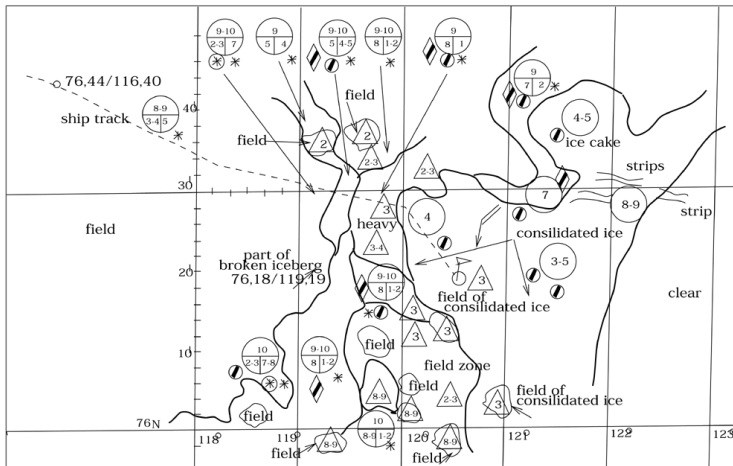 9-10
2-3 7
9
5 4
9-10
5 4-5
9-10
8 1-2
9
8 1
9
7 2
76,44/116,40
40
8-9
3-4 5
ship track
field
field
2
2
4-5
ice cake
2-3
2-3
strips
30
7
8-9
3
heavy
4
strip
field
consilidated ice
3-4
part of
broken iceberg
76,18/119,19
20
9-10
8 1-2
3
3-5
field of
consilidated ice
clear
3
3
3
10
field
field zone
10
2-3 7-8
9-10
8 1-2
field
8-9
2-3
8-9
3
field of
consilidated ice
field
76N
10
8-9 1-2
8-9
8-9
field
field
118°
119°
120°
121°
122°
123°